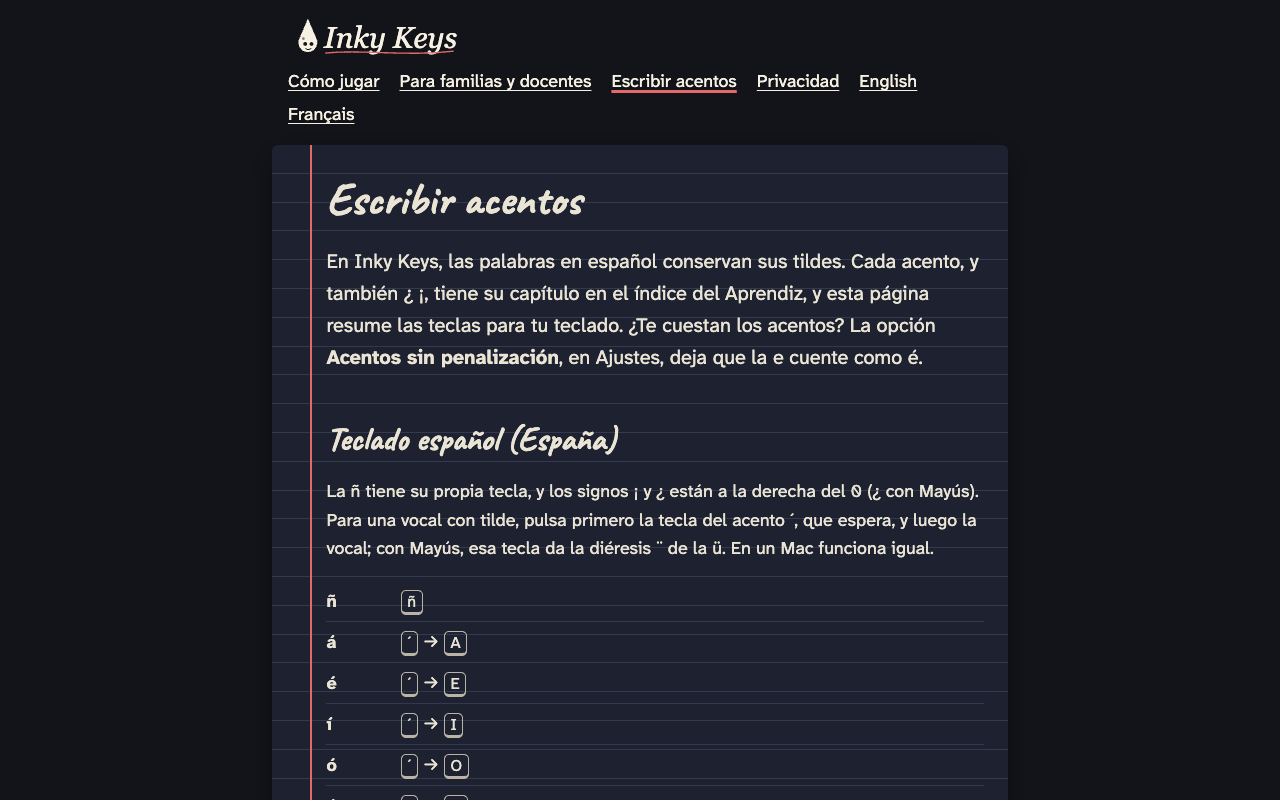 Inky Keys
Cómo jugar Para familias y docentes Escribir acentos Privacidad English
Français
Escribir acentos
En Inky Keys, las palabras en español conservan sus tildes. Cada acento, y
también ¿ ¡, tiene su capítulo en el índice del Aprendiz, y esta página
resume las teclas para tu teclado. ¿Te cuestan los acentos? La opción
Acentos sin penalización, en Ajustes, deja que la e cuente como é.
Teclado español (España)
La ñ tiene su propia tecla, y los signos ¡ y ¿ están a la derecha del 0 (¿ con Mayús).
Para una vocal con tilde, pulsa primero la tecla del acento ´, que espera, y luego la
vocal; con Mayús, esa tecla da la diéresis ¨ de la ü. En un Mac funciona igual.
ñ ñ
á ´ → A
é ´ → E
í ´ → I
ó ´ → O